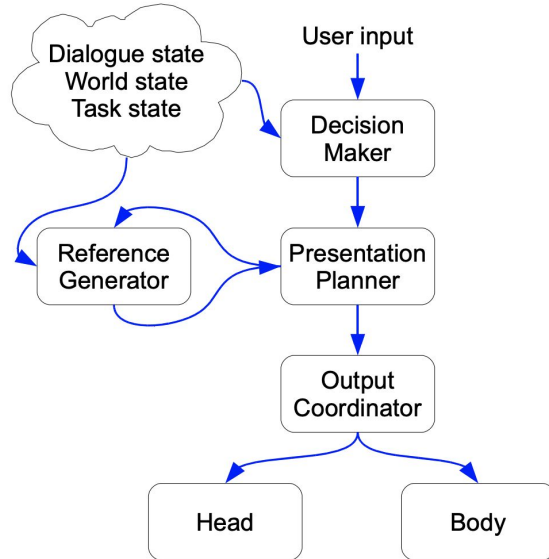 Dialogue state
World state
Task state
User input
Decision
Maker
Reference
Generator
Presentation
Planner
Output
Coordinator
Head
Body